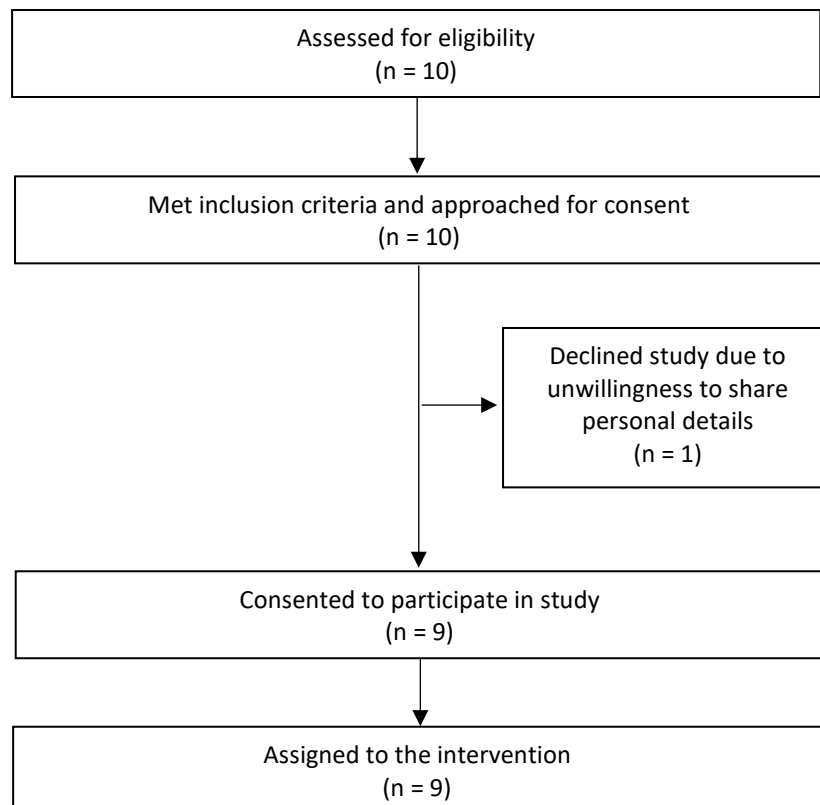 Assessed for eligibility
(n = 10)
Met inclusion criteria and approached for consent
(n = 10)
Declined study due to
unwillingness to share
personal details
(n = 1)
Consented to participate in study
(n = 9)
Assigned to the intervention
(n = 9)